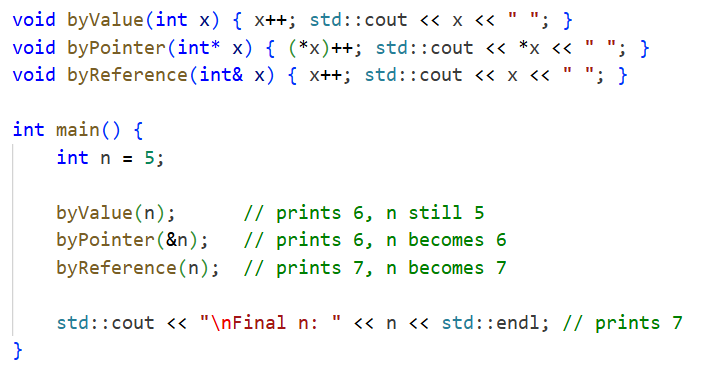 void byValue(int x) { x++; std::cout << x << " "; }
void byPointer(int* x) { (*x)++; std::cout << *x << " "; }
void byReference(int& x) { x++; std::cout << x << " "; }

int main() {
    int n = 5;

    byValue(n);      // prints 6, n still 5
    byPointer(&n);   // prints 6, n becomes 6
    byReference(n);  // prints 7, n becomes 7

    std::cout << "\nFinal n: " << n << std::endl; // prints 7
}